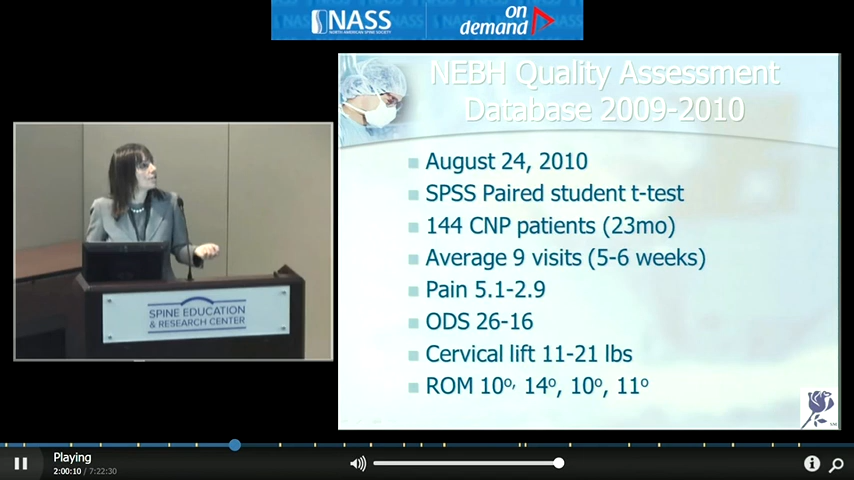 NASS
NORTH AMERICAN SPINE SOCIETY
on
demand
NEBH Quality Assessment
Database 2009-2010
August 24, 2010
SPSS Paired student t-test
144 CNP patients (23mo)
Average 9 visits (5-6 weeks)
Pain 5.1-2.9
ODS 26-16
Cervical lift 11-21 lbs
ROM 10º, 14º, 10º, 11º
SPINE EDUCATION
& RESEARCH CENTER
Playing
2:00:10 / 7:22:30